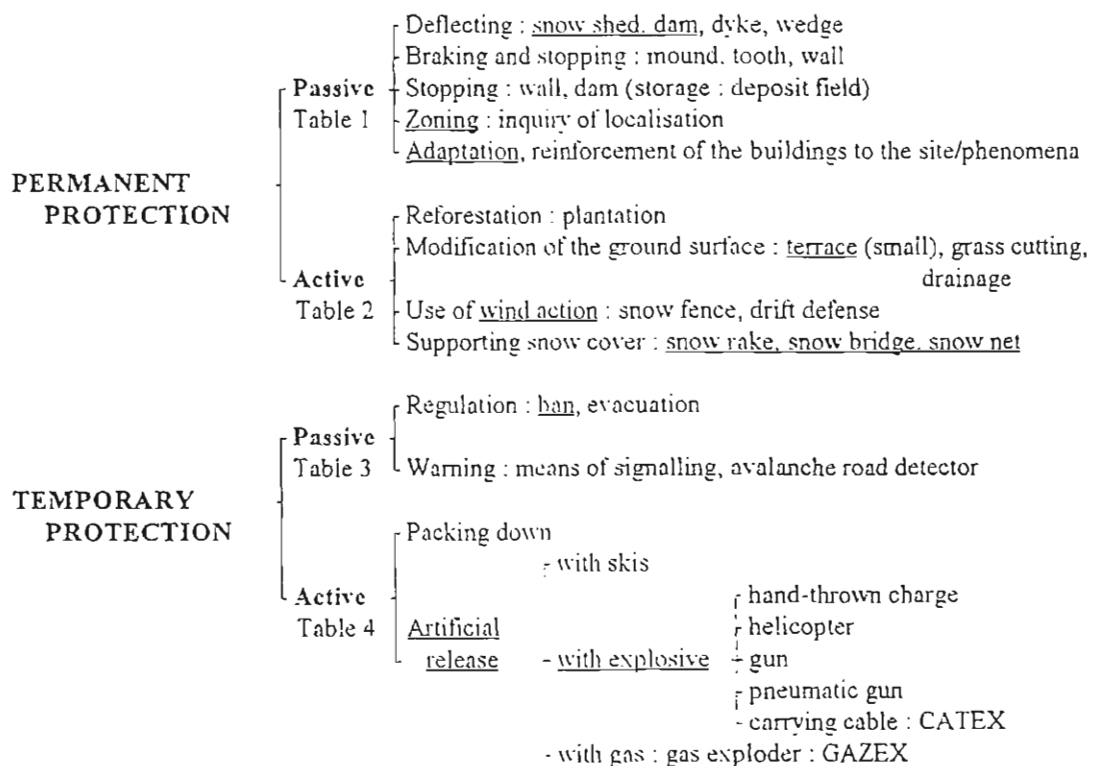 Deflecting : snow shed. dam, dyke, wedge
Braking and stopping : mound. tooth, wall
Passive
Stopping : wall, dam (storage : deposit field)
Table 1
Zoning : inquiry of localisation
Adaptation, reinforcement of the buildings to the site/phenomena
PERMANENT
PROTECTION
Reforestation : plantation
Modification of the ground surface : terrace (small), grass cutting,
drainage
Active
Table 2
Use of wind action : snow fence, drift defense
Supporting snow cover : snow rake, snow bridge. snow net
Regulation : ban, evacuation
Passive
Table 3
Warning : means of signalling, avalanche road detector
TEMPORARY
PROTECTION
Packing down
- with skis
Active
Table 4
Artificial
release
- with explosive
hand-thrown charge
helicopter
gun
pneumatic gun
carrying cable : CATEX
- with gas : gas exploder : GAZEX